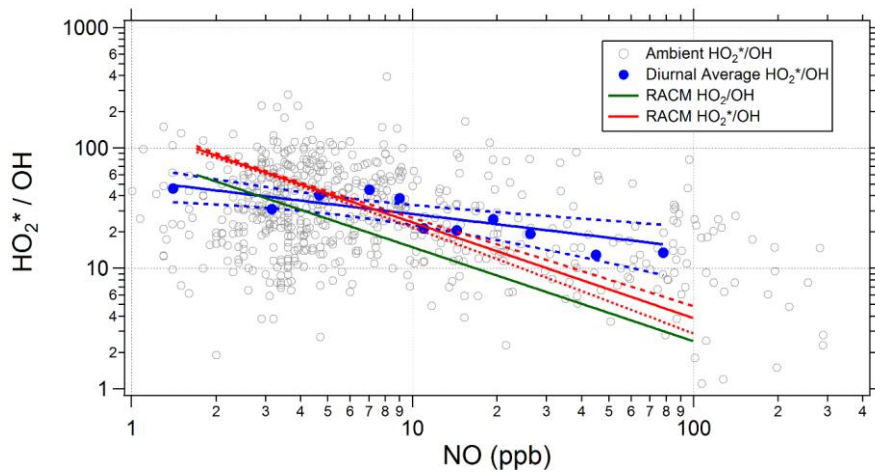 1000
6
4
2
100
6
4
2
10
6
4
2
1
HO2* / OH
Ambient HO2*/OH
Diurnal Average HO2*/OH
RACM HO2/OH
RACM HO2*/OH
1 2 3 4 5 6 7 8 9 10 2 3 4 5 6 7 8 9 100 2 3 4
NO (ppb)